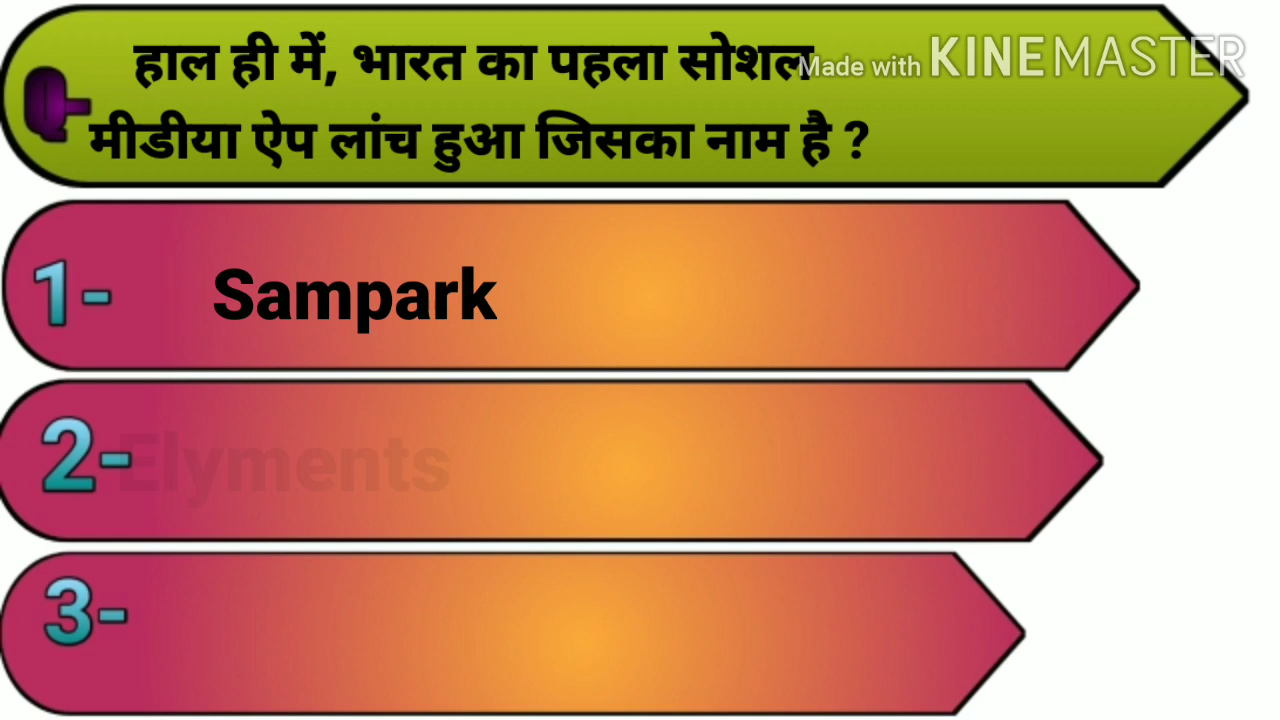 हाल ही में, भारत का पहला सोशल
Made with KINEMASTER
Q-
मीडीया ऐप लांच हुआ जिसका नाम है ?
1- Sampark
2- Elyments
3-